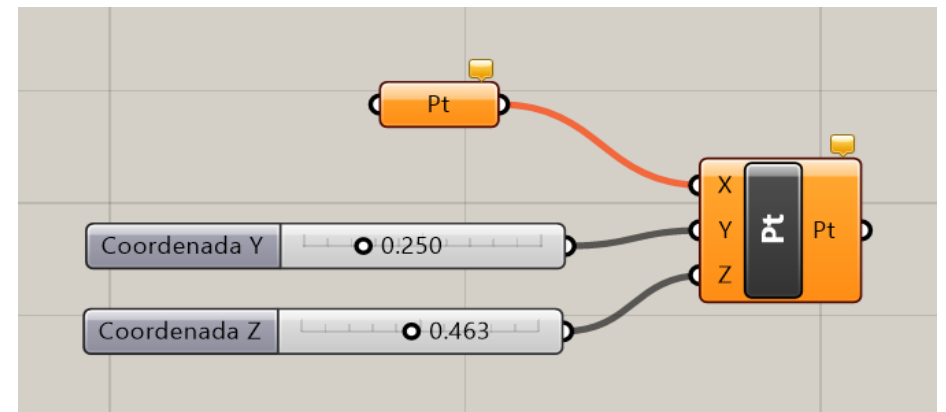 Pt
X
Y Pt Pt
Z
Coordenada Y 0.250
Coordenada Z 0.463